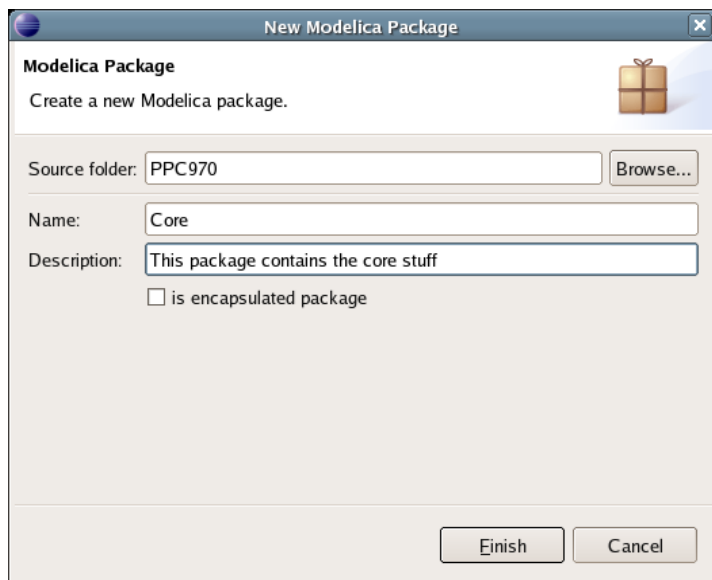 New Modelica Package
Modelica Package
Create a new Modelica package.
Source folder: PPC970 Browse...
Name: Core
Description: This package contains the core stuff
is encapsulated package
Finish Cancel